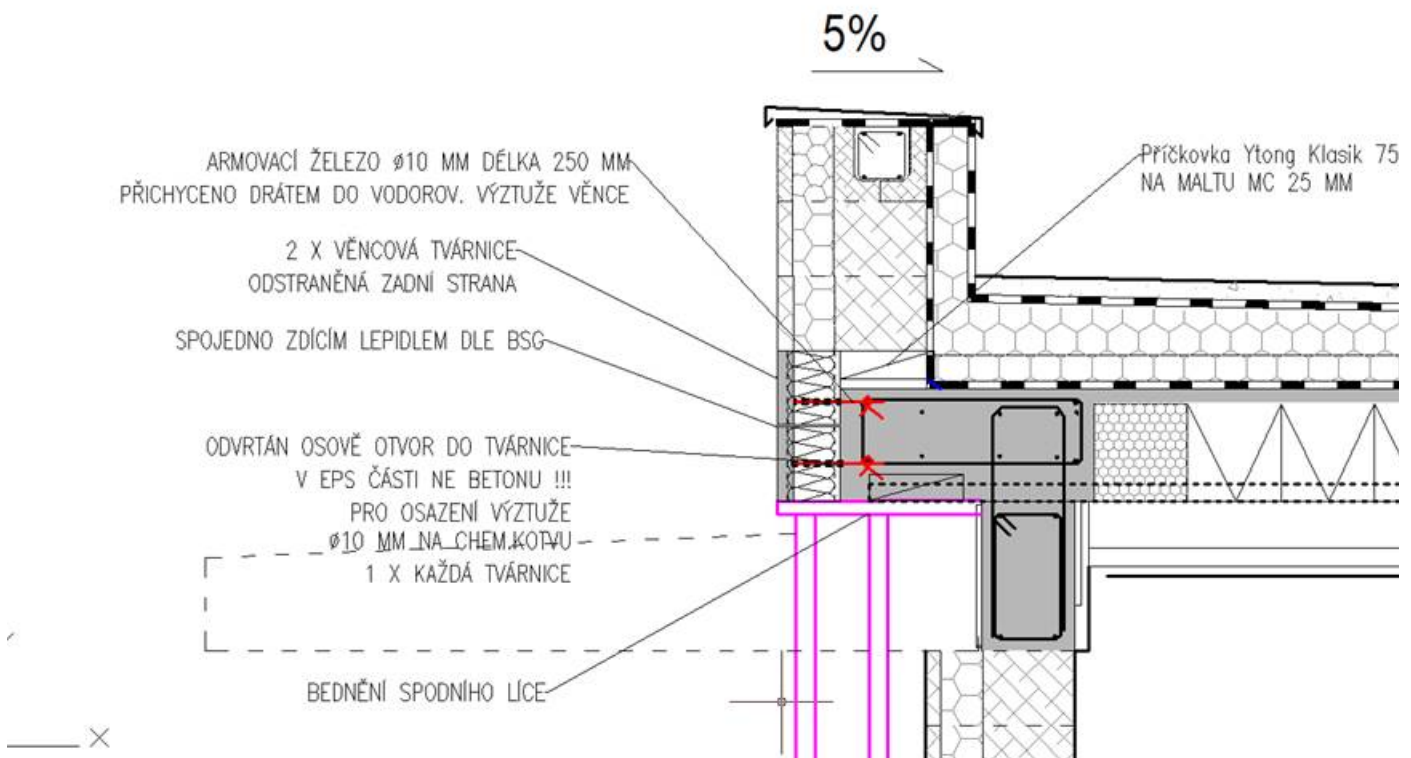 5%
ARMOVACÍ ŽELEZO ø10 MM DÉLKA 250 MM
PŘICHYCENO DRÁTEM DO VODOROV. VÝZTUŽE VĚNCE
2 X VĚNCOVÁ TVÁRNICE
ODSTRANĚNÁ ZADNÍ STRANA
SPOJEDNO ZDÍCÍM LEPIDLEM DLE BSG
ODVRTÁN OSOVĚ OTVOR DO TVÁRNICE
V EPS ČÁSTI NE BETONU !!!
PRO OSAZENÍ VÝZTUŽE
ø10 MM NA CHEM.KOTVU
1 X KAŽDÁ TVÁRNICE
BEDNĚNÍ SPODNÍHO LÍCE
Příčkovka Ytong Klasik 75
NA MALTU MC 25 MM
X